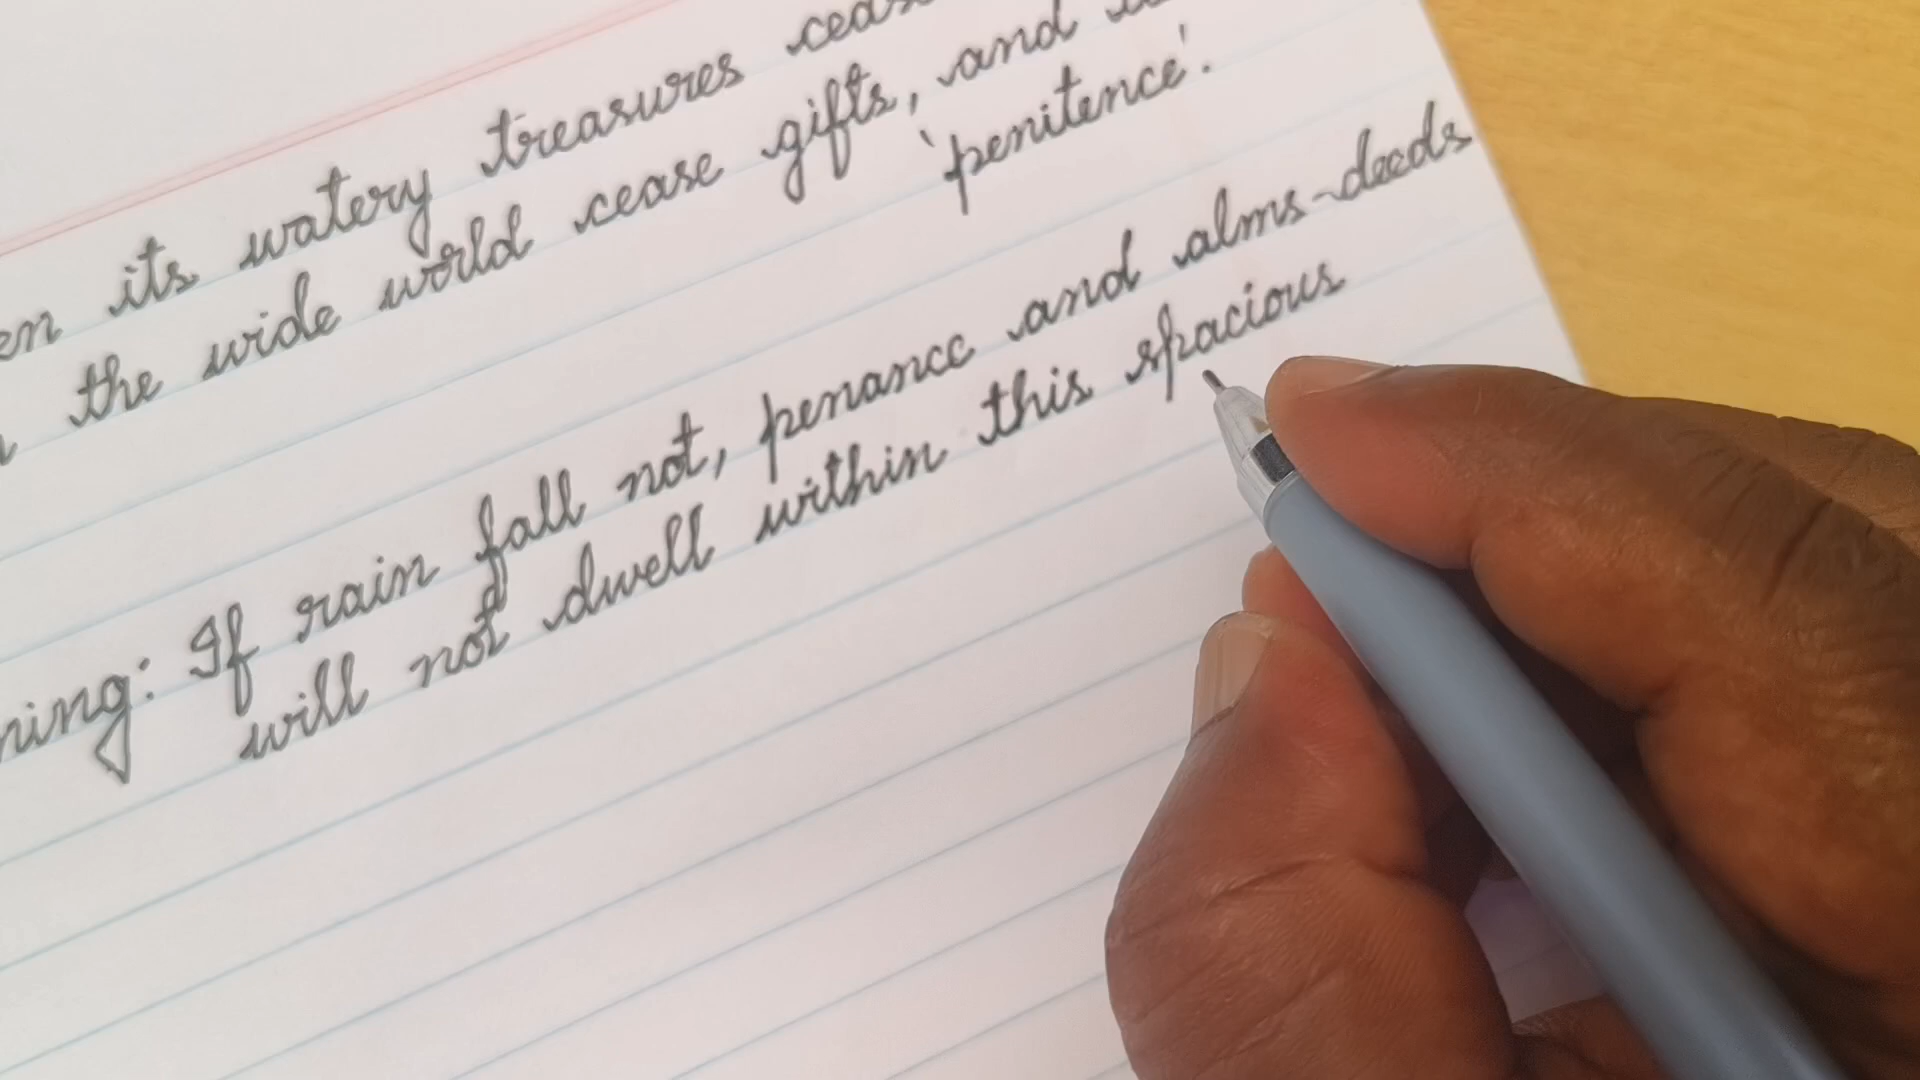 its watery treasures
the wide world cease gifts, and
'penitence'.
ning: If rain fall not, penance and alms-deeds
will not dwell within this spacious